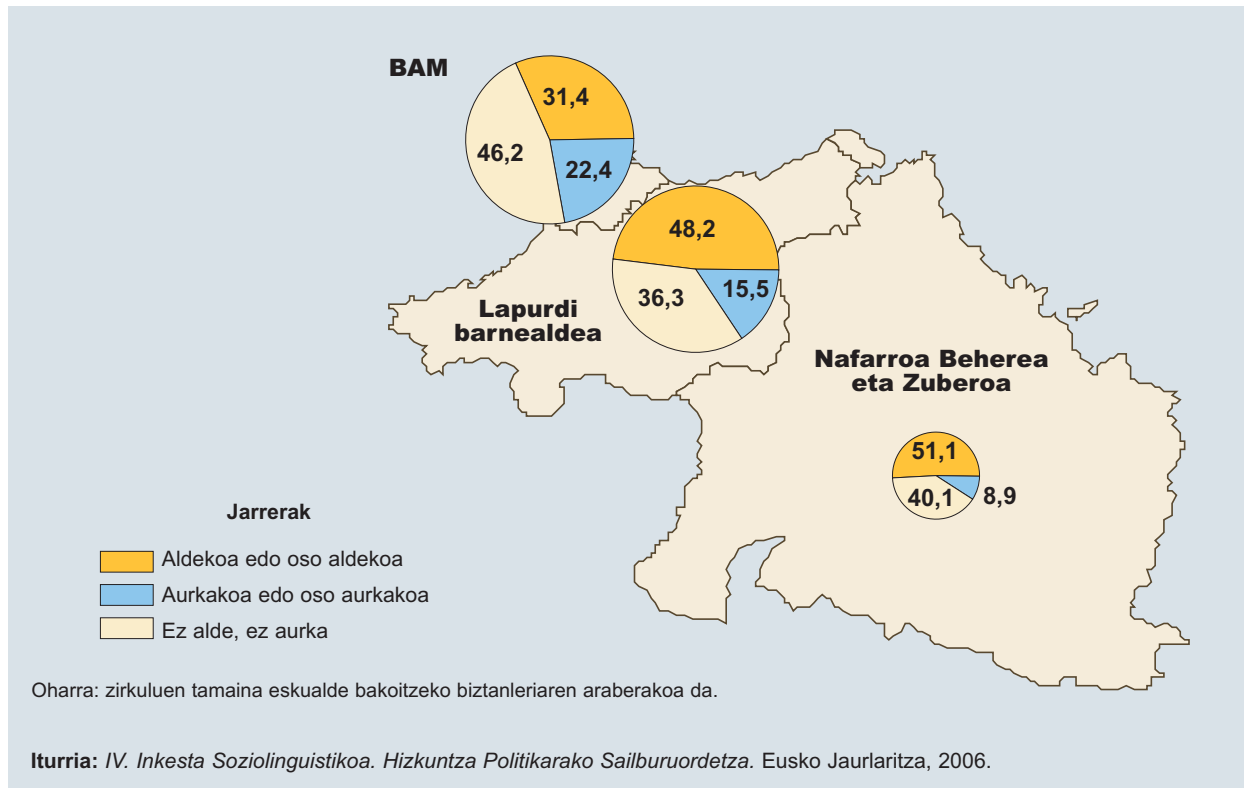 BAM
31,4
46,2
22,4
48,2
36,3
15,5
Lapurdi
barnealdea
Nafarroa Beherea
eta Zuberoa
51,1
40,1
8,9
Jarrerak
Aldekoa edo oso aldekoa
Aurkakoa edo oso aurkakoa
Ez alde, ez aurka
Oharra: zirkuluen tamaina eskualde bakoitzeko biztanleriaren araberakoa da.
Iturria: IV. Inkesta Soziolinguistikoa. Hizkuntza Politikarako Sailburuordetza. Eusko Jaurlaritza, 2006.